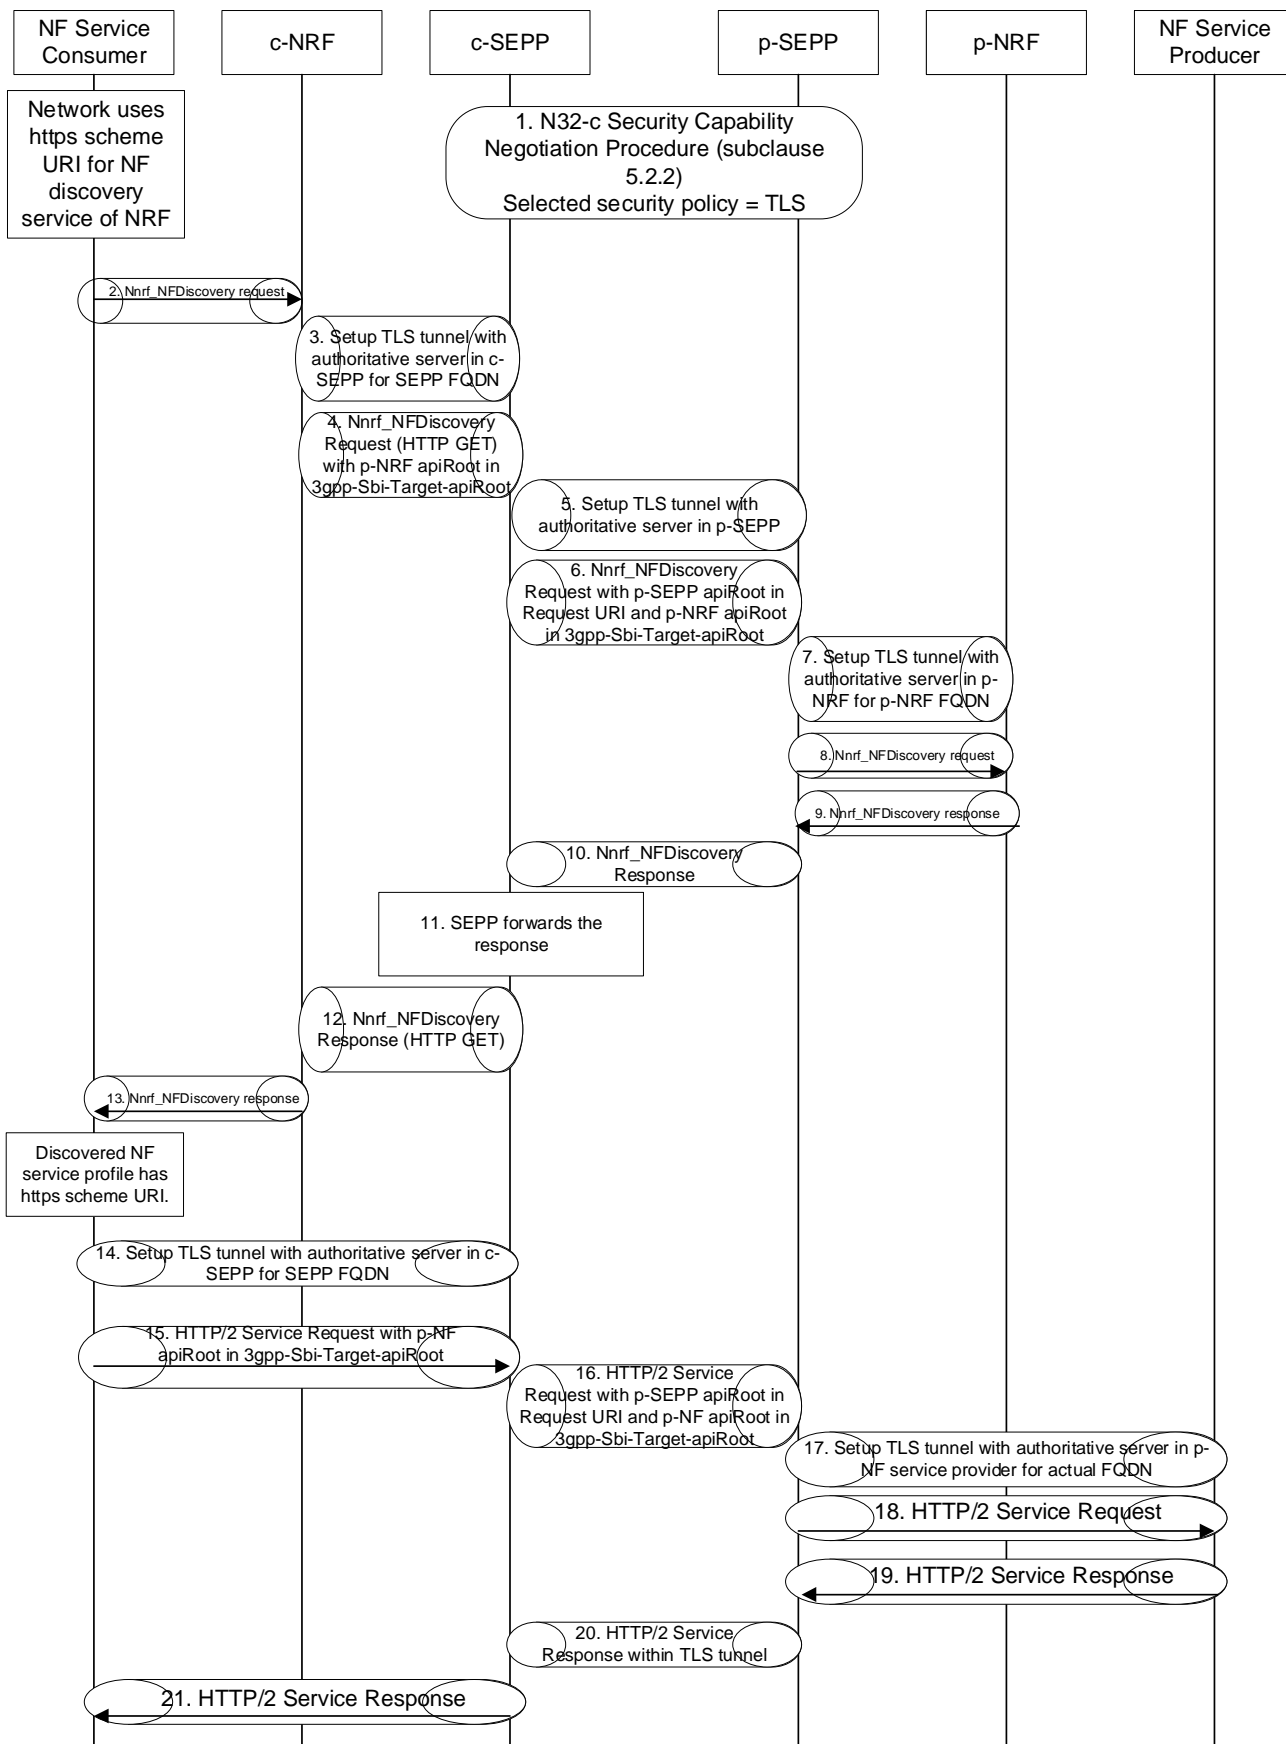 NF Service
Consumer
c-NRF
c-SEPP
p-SEPP
p-NRF
NF Service
Producer
Network uses
https scheme
URI for NF
discovery
service of NRF
1. N32-c Security Capability
Negotiation Procedure (subclause
5.2.2)
Selected security policy = TLS
2. Nnrf_NFDiscovery request
3. Setup TLS tunnel with
authoritative server in c-
SEPP for SEPP FQDN
4. Nnrf_NFDiscovery
Request (HTTP GET)
with p-NRF apiRoot in
3gpp-Sbi-Target-apiRoot
5. Setup TLS tunnel with
authoritative server in p-SEPP
6. Nnrf_NFDiscovery
Request with p-SEPP apiRoot in
Request URI and p-NRF apiRoot
in 3gpp-Sbi-Target-apiRoot
7. Setup TLS tunnel with
authoritative server in p-
NRF for p-NRF FQDN
8. Nnrf_NFDiscovery request
9. Nnrf_NFDiscovery response
10. Nnrf_NFDiscovery
Response
11. SEPP forwards the
response
12. Nnrf_NFDiscovery
Response (HTTP GET)
13. Nnrf_NFDiscovery response
Discovered NF
service profile has
https scheme URI.
14. Setup TLS tunnel with authoritative server in c-
SEPP for SEPP FQDN
15. HTTP/2 Service Request with p-NF
apiRoot in 3gpp-Sbi-Target-apiRoot
16. HTTP/2 Service
Request with p-SEPP apiRoot in
Request URI and p-NF apiRoot in
3gpp-Sbi-Target-apiRoot
17. Setup TLS tunnel with authoritative server in p-
NF service provider for actual FQDN
18. HTTP/2 Service Request
19. HTTP/2 Service Response
20. HTTP/2 Service
Response within TLS tunnel
21. HTTP/2 Service Response